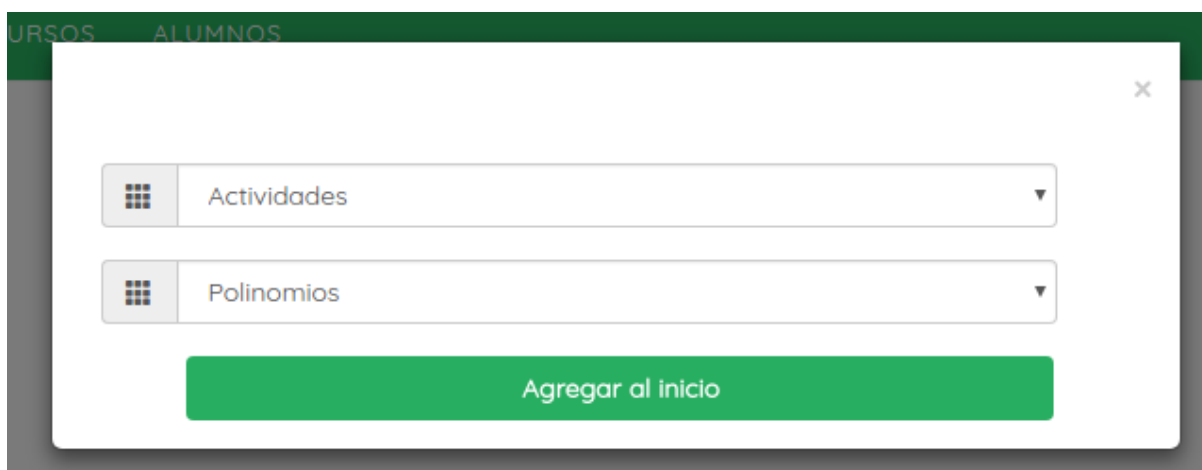 URSOS ALUMNOS
×
Actividades
Polinomios
Agregar al inicio